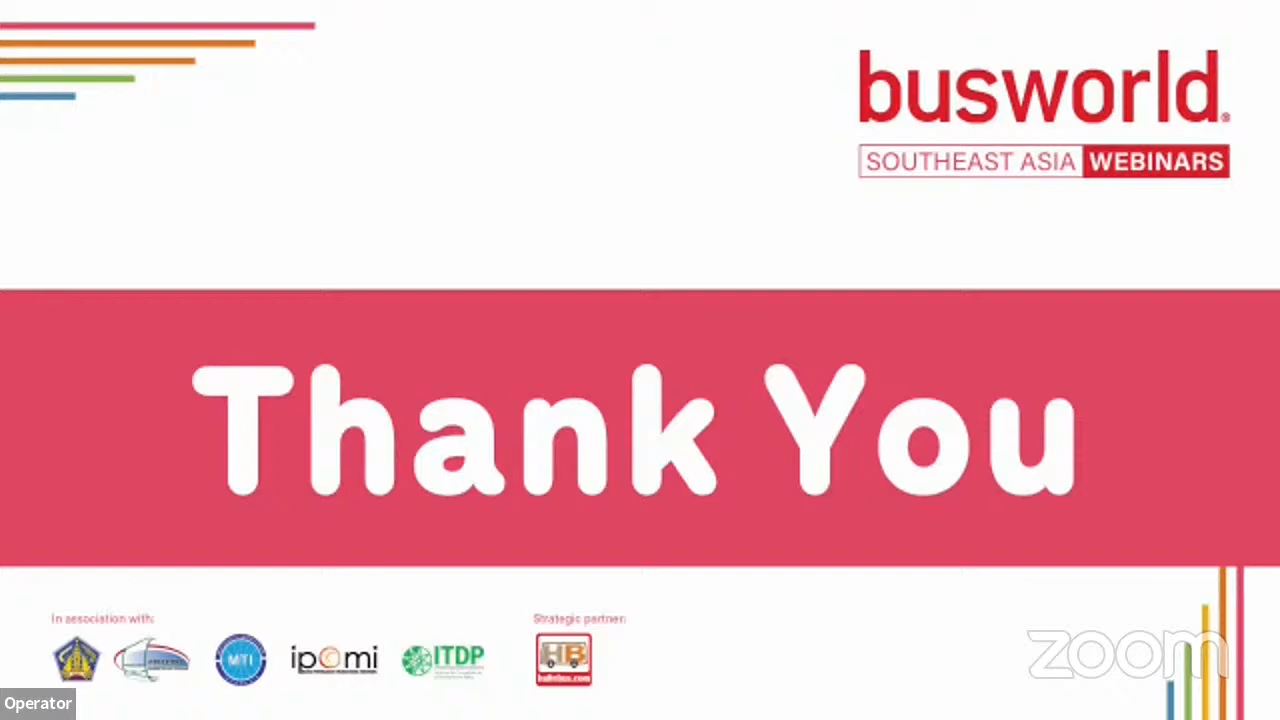 busworld®
SOUTHEAST ASIA WEBINARS
Thank You
In association with:
Strategic partner:
MTI
ipomi
ITDP
HB
zoom
Operator